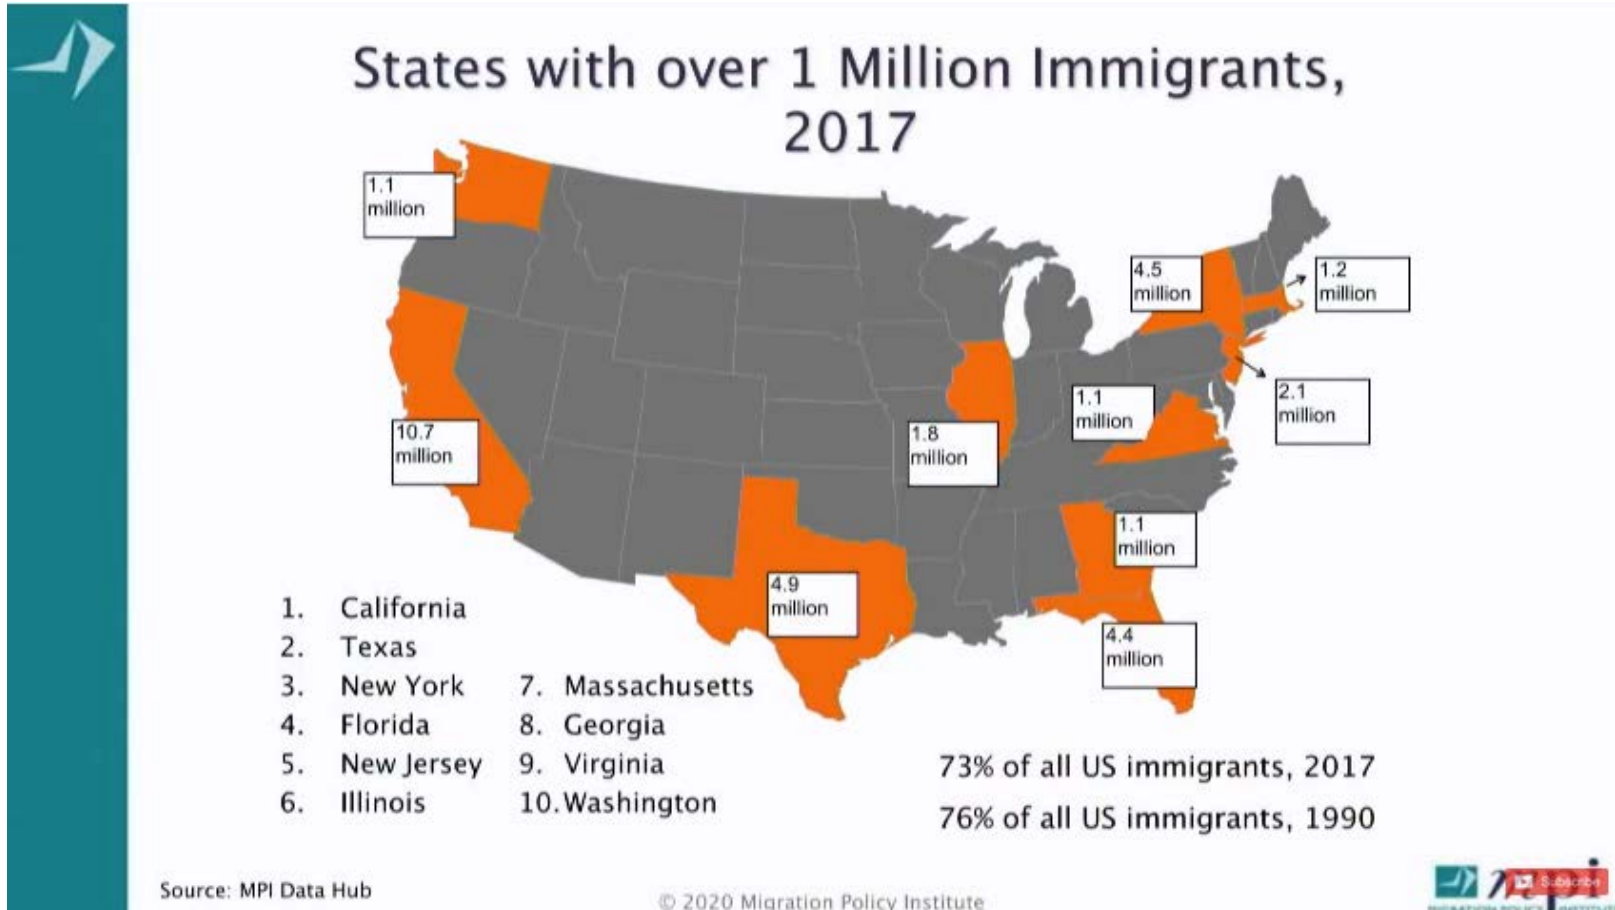 States with over 1 Million Immigrants,
2017
1.1
million
4.5
million
1.2
million
10.7
million
1.8
million
1.1
million
2.1
million
1.1
million
4.9
million
4.4
million
1. California
2. Texas
3. New York
4. Florida
5. New Jersey
6. Illinois
7. Massachusetts
8. Georgia
9. Virginia
10. Washington
73% of all US immigrants, 2017
76% of all US immigrants, 1990
Source: MPI Data Hub
© 2020 Migration Policy Institute
mpi
Subscribe